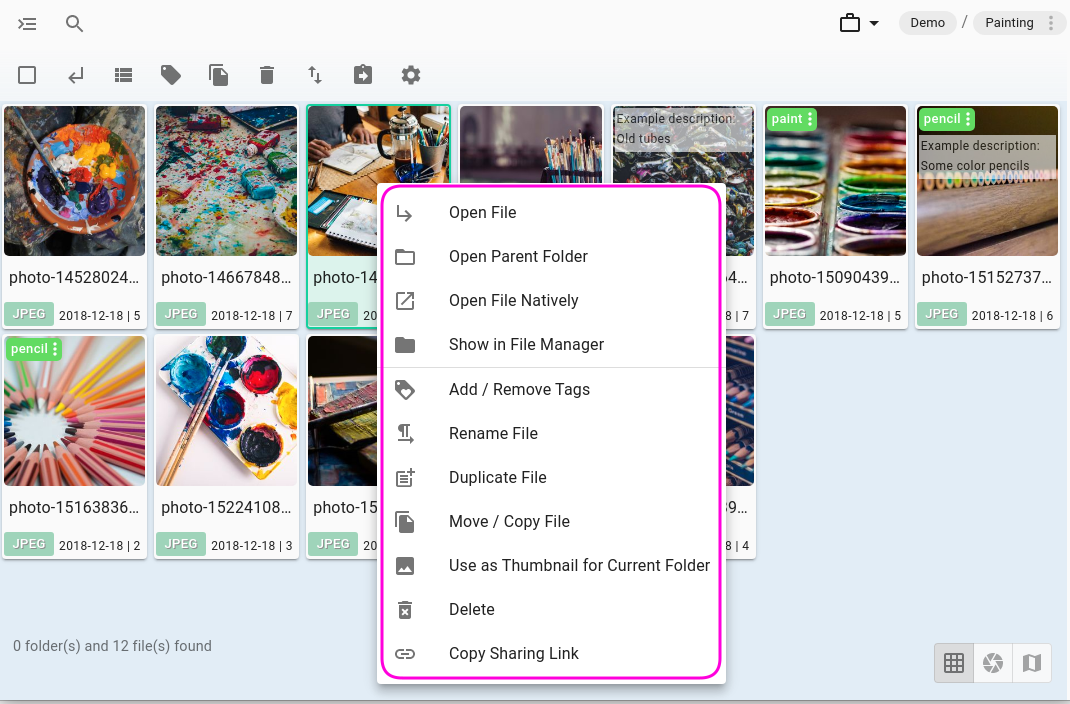 Demo / Painting
Example description:
Old tubes
paint
pencil
Example description:
Some color pencils
photo-14528024...
photo-14667848...
photo-14
4...
photo-15090439...
photo-15152737...
JPEG 2018-12-18 | 5
JPEG 2018-12-18 | 7
JPEG 20
8 | 7
JPEG 2018-12-18 | 5
JPEG 2018-12-18 | 6
pencil
photo-15163836...
photo-15224108...
photo-15
9...
JPEG 2018-12-18 | 2
JPEG 2018-12-18 | 3
JPEG 20
8 | 4
Open File
Open Parent Folder
Open File Natively
Show in File Manager
Add / Remove Tags
Rename File
Duplicate File
Move / Copy File
Use as Thumbnail for Current Folder
Delete
Copy Sharing Link
0 folder(s) and 12 file(s) found